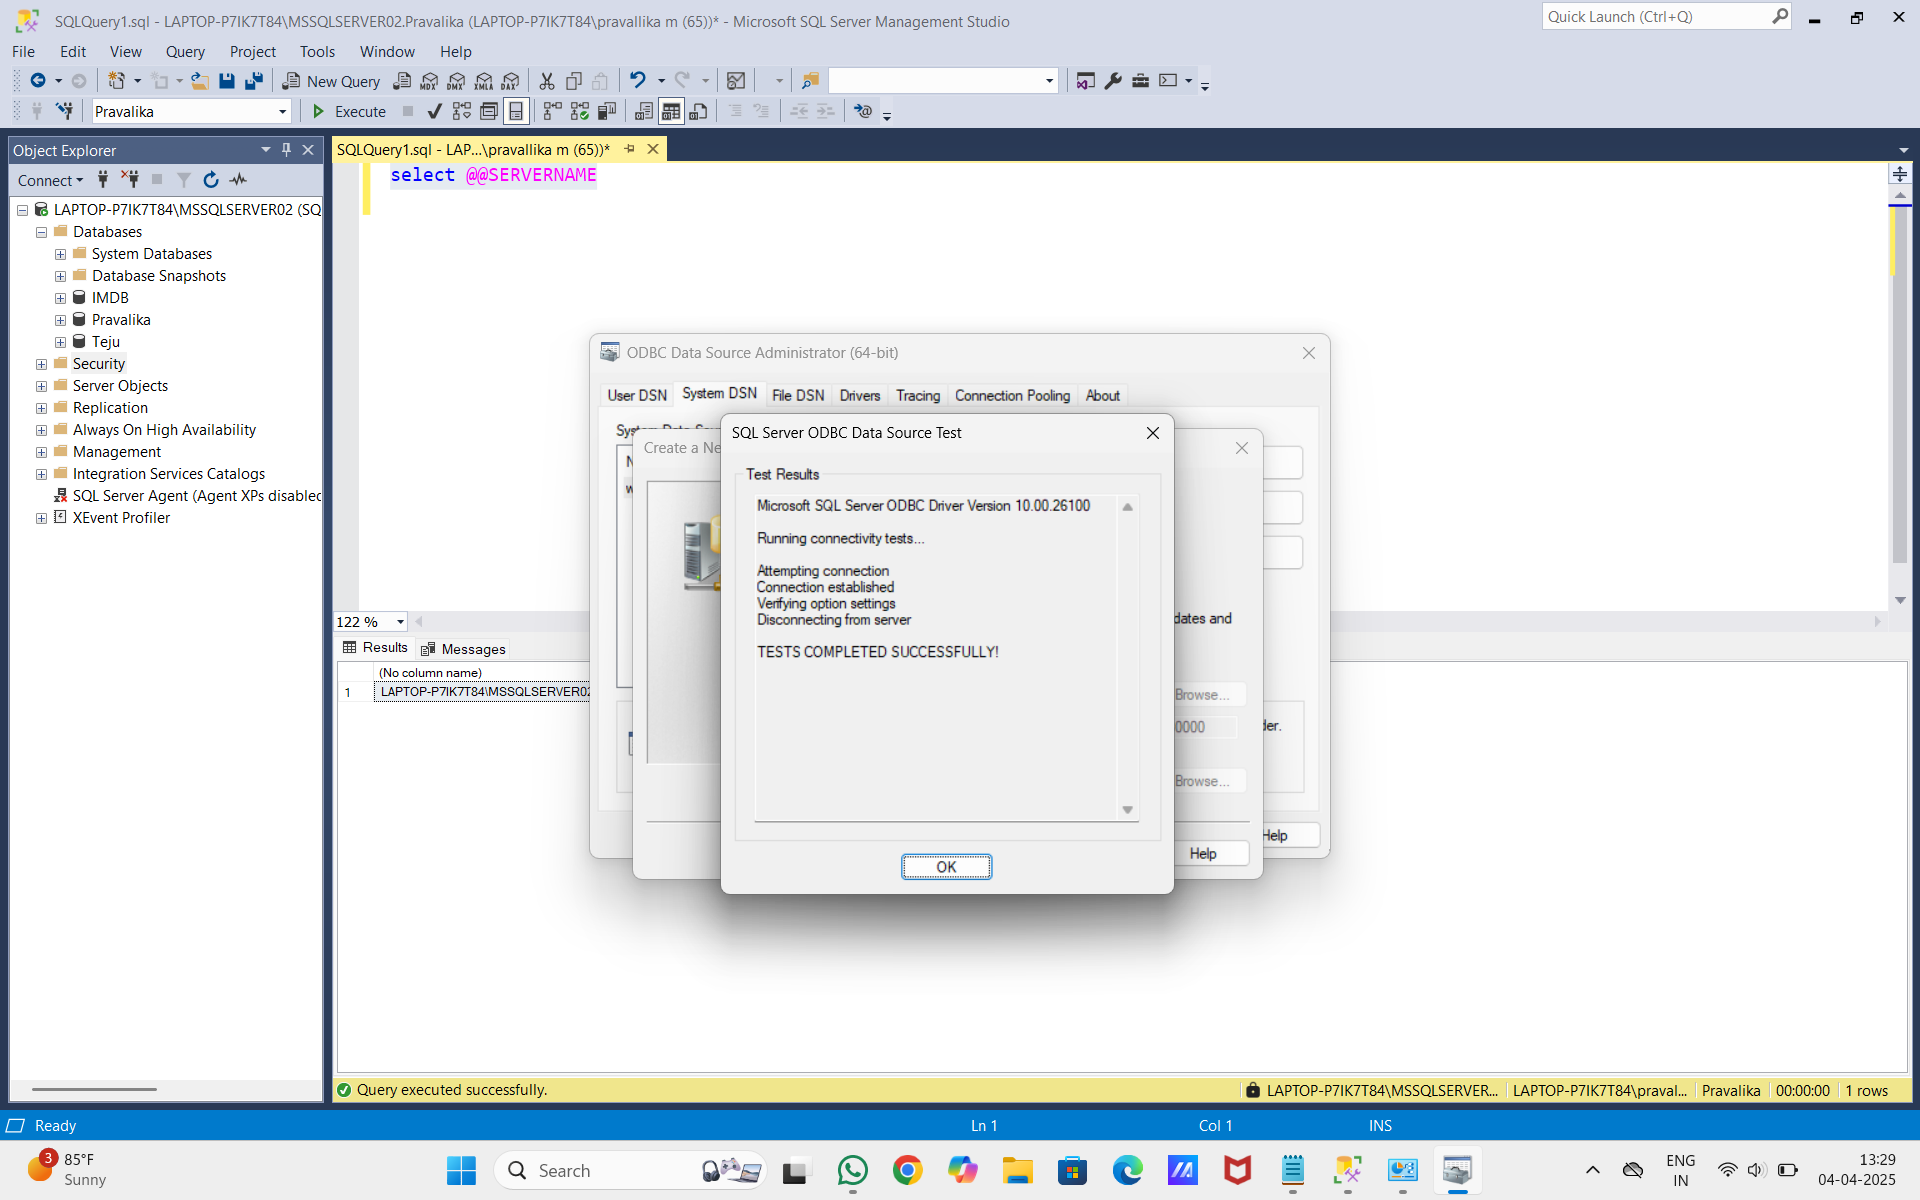 SQLQuery1.sql - LAPTOP-P7IK7T84\MSSQLSERVER02.Pravalika (LAPTOP-P7IK7T84\pravallika m (65))* - Microsoft SQL Server Management Studio
Quick Launch (Ctrl+Q)
File Edit View Query Project Tools Window Help
New Query MDX DMX XMLA DAX
Pravalika Execute
Object Explorer
SQLQuery1.sql - LAP...\pravallika m (65))*
Connect
select @@SERVERNAME
LAPTOP-P7IK7T84\MSSQLSERVER02 (SQ
Databases
System Databases
Database Snapshots
IMDB
Pravalika
Teju
Security
Server Objects
Replication
Always On High Availability
Management
Integration Services Catalogs
SQL Server Agent (Agent XPs disabled
XEvent Profiler
ODBC Data Source Administrator (64-bit)
User DSN System DSN File DSN Drivers Tracing Connection Pooling About
Create a Ne
SQL Server ODBC Data Source Test
Test Results
Microsoft SQL Server ODBC Driver Version 10.00.26100
Running connectivity tests...
Attempting connection
Connection established
Verifying option settings
Disconnecting from server
TESTS COMPLETED SUCCESSFULLY!
OK
dates and
Browse...
0000
der.
Browse...
Help
Help
122 %
Results Messages
(No column name)
1 LAPTOP-P7IK7T84\MSSQLSERVER02
Query executed successfully.
LAPTOP-P7IK7T84\MSSQLSERVER... LAPTOP-P7IK7T84\praval... Pravalika 00:00:00 1 rows
Ready Ln 1 Col 1 INS
3
85°F
Sunny
Search
ENG
IN
13:29
04-04-2025